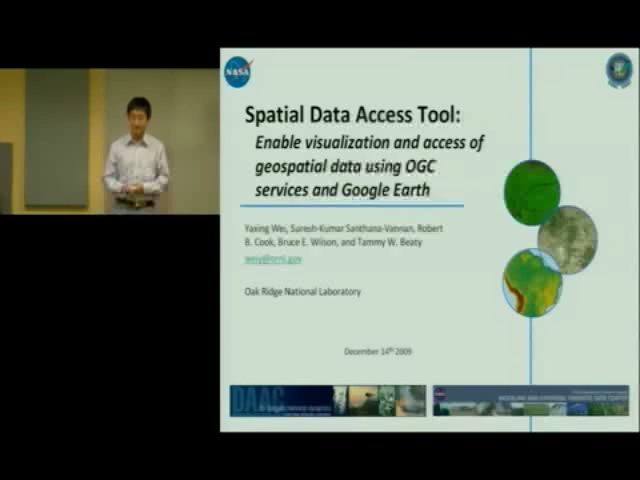 NASA
Spatial Data Access Tool:
Enable visualization and access of
geospatial data using OGC
services and Google Earth
Yaxing Wei, Suresh-Kumar Santhana-Vannan, Robert
B. Cook, Bruce E. Wilson, and Tammy W. Beaty
Oak Ridge National Laboratory
December 14th 2009
DAAC